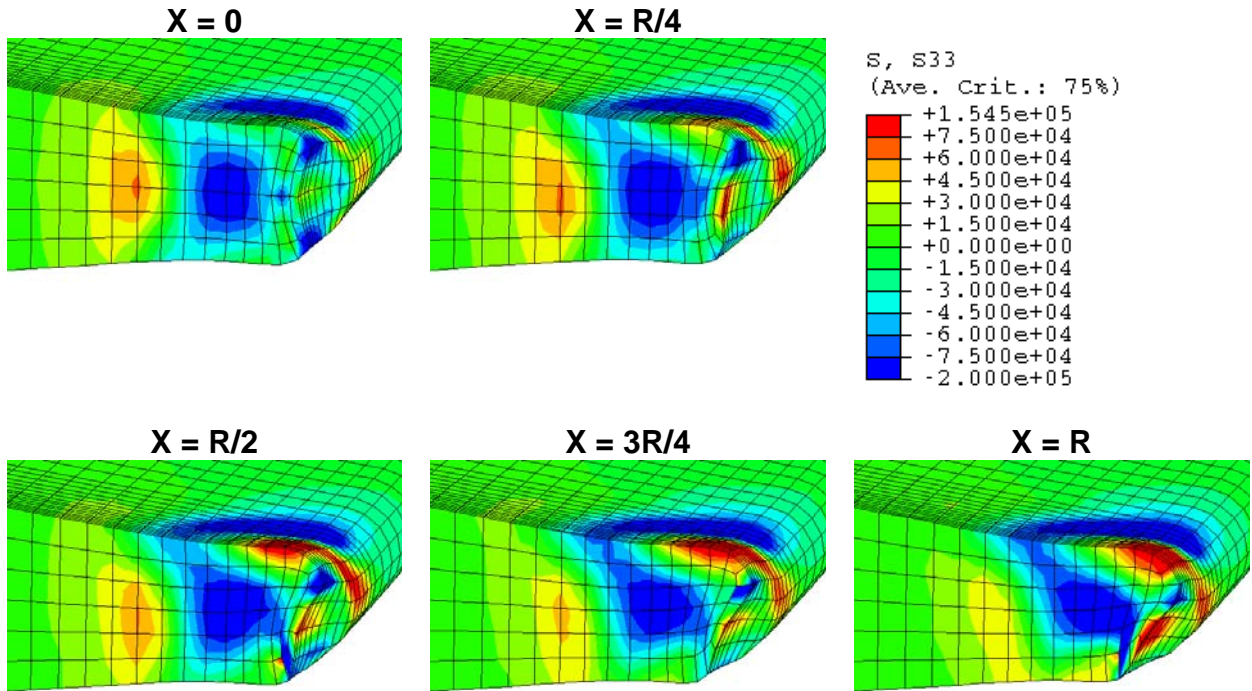 X = 0
X = R/4
S, S33
(Ave. Crit.: 75%)
+1.545e+05
+7.500e+04
+6.000e+04
+4.500e+04
+3.000e+04
+1.500e+04
+0.000e+00
-1.500e+04
-3.000e+04
-4.500e+04
-6.000e+04
-7.500e+04
-2.000e+05
X = R/2
X = 3R/4
X = R